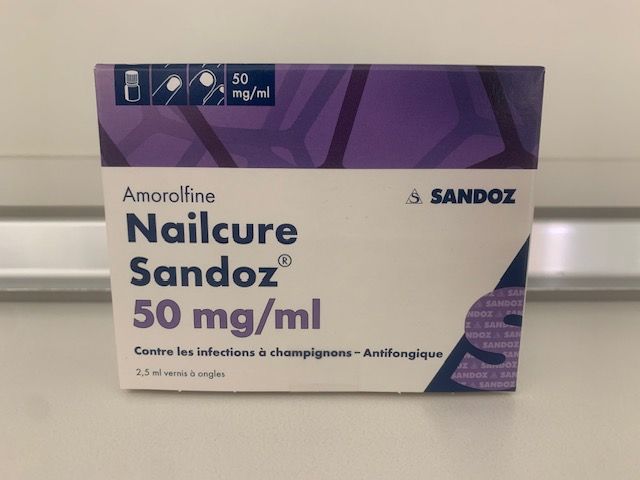 50
mg/ml
Amorolfine
SANDOZ
Nailcure
Sandoz®
50 mg/ml
Contre les infections à champignons – Antifongique
2,5 ml vernis à ongles